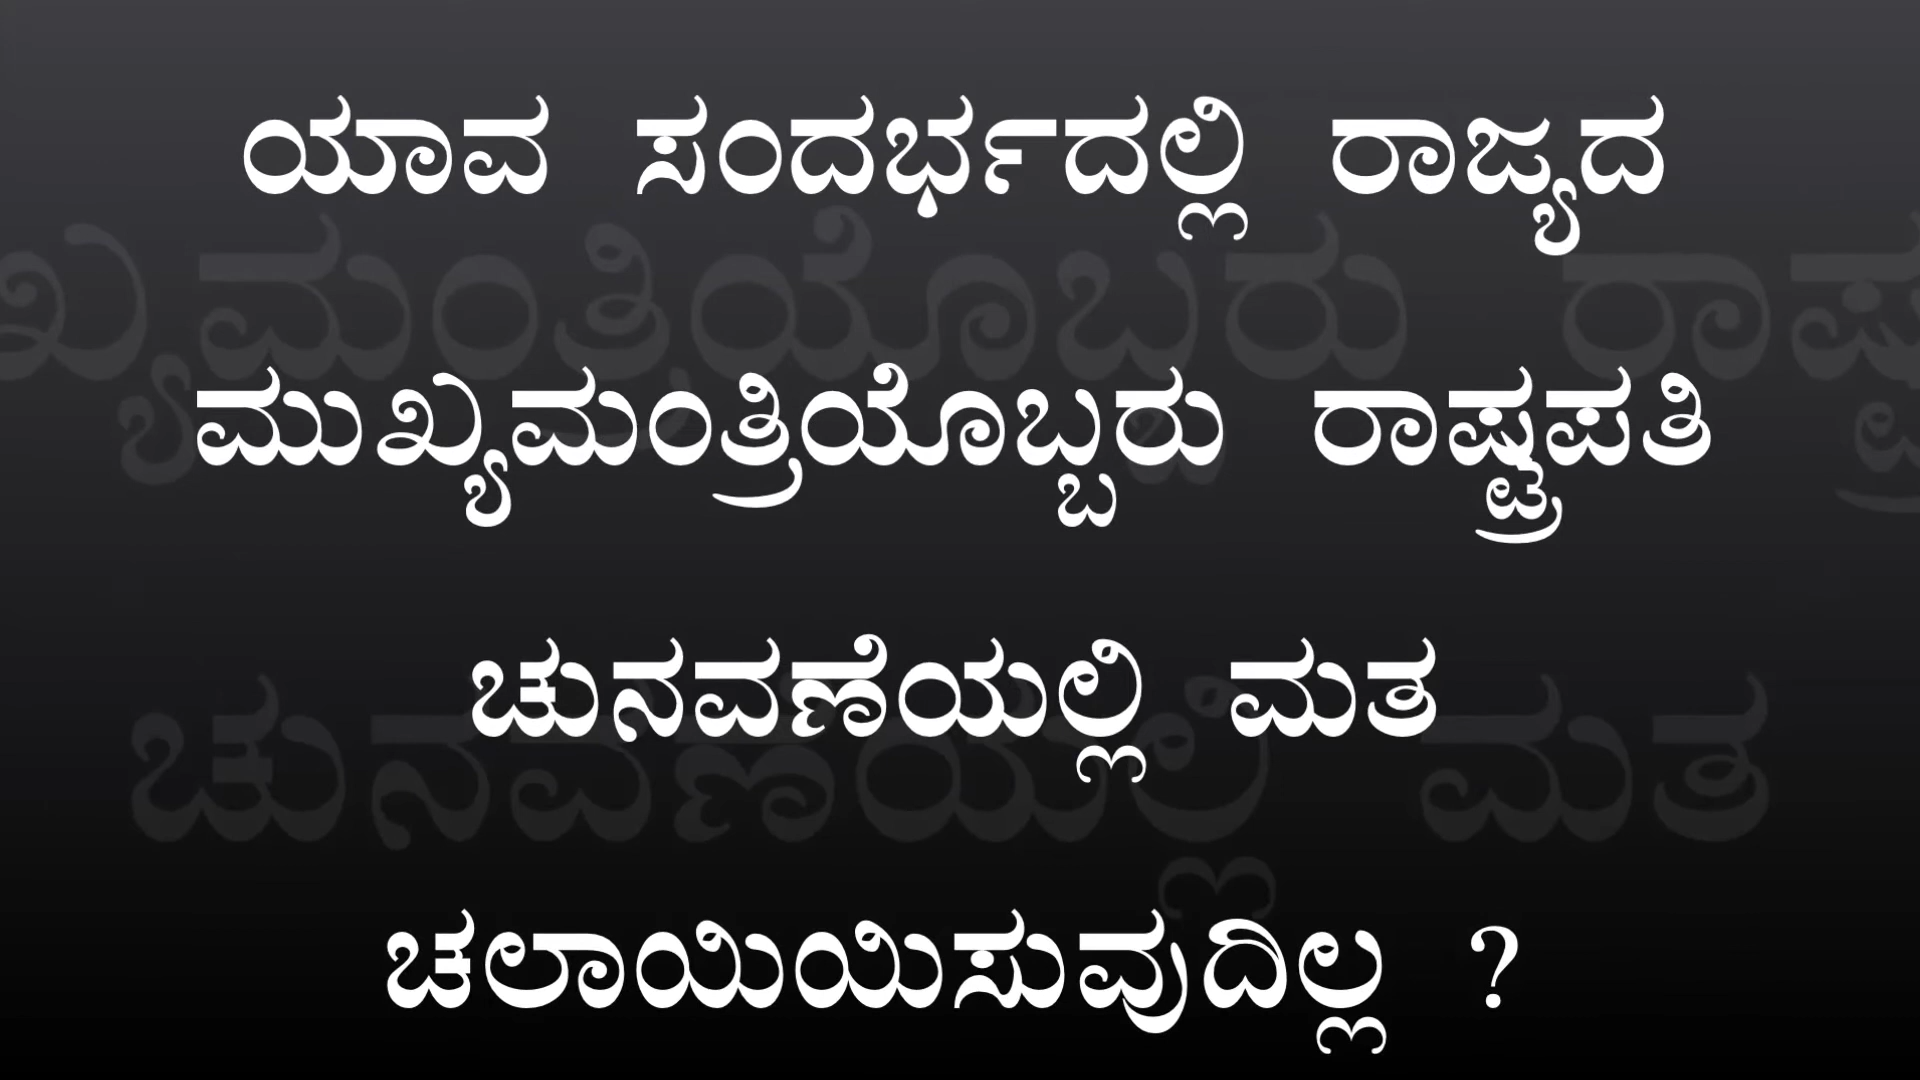 ಯಾವ ಸಂದರ್ಭದಲ್ಲಿ ರಾಜ್ಯದ
ಮುಖ್ಯಮಂತ್ರಿಯೊಬ್ಬರು ರಾಷ್ಟ್ರಪತಿ
ಚುನವಣೆಯಲ್ಲಿ ಮತ
ಚಲಾಯಿಯಿಸುವುದಿಲ್ಲ ?